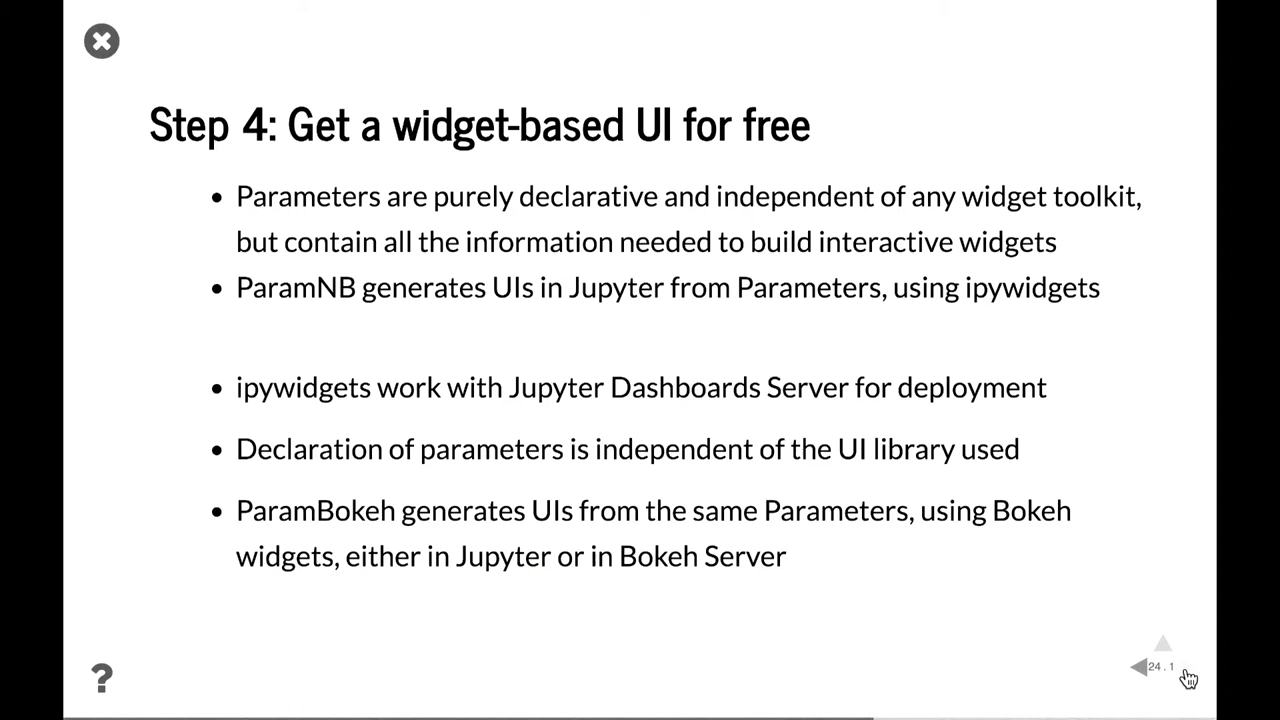 Step 4: Get a widget-based UI for free
• Parameters are purely declarative and independent of any widget toolkit,
but contain all the information needed to build interactive widgets
• ParamNB generates UIs in Jupyter from Parameters, using ipywidgets
• ipywidgets work with Jupyter Dashboards Server for deployment
• Declaration of parameters is independent of the UI library used
• ParamBokeh generates UIs from the same Parameters, using Bokeh
widgets, either in Jupyter or in Bokeh Server
?
24 . 1